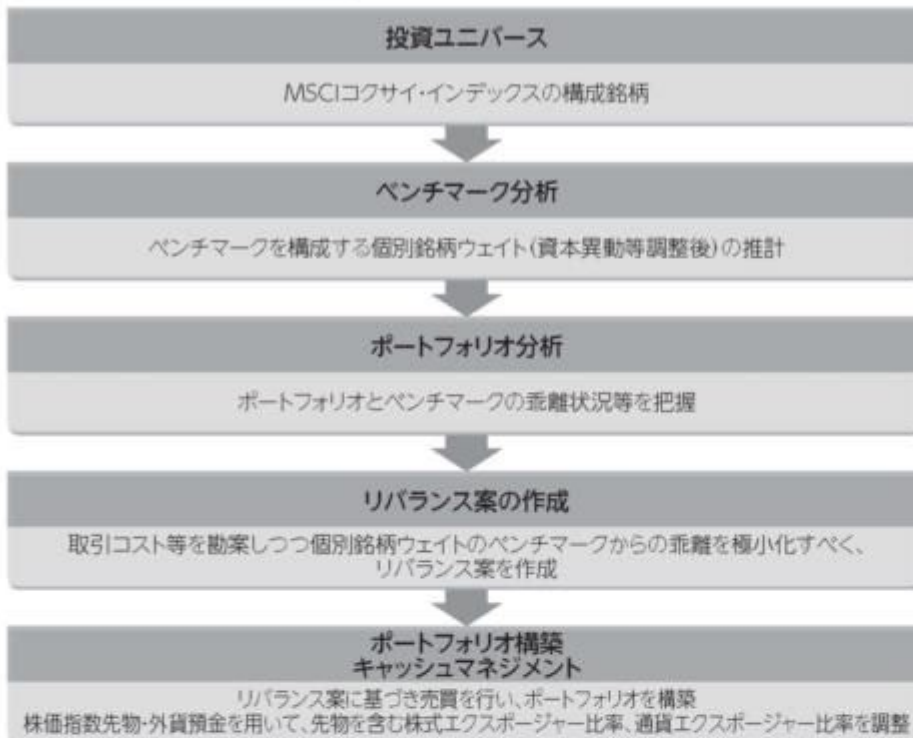 投資ユニバース
MSCIコクサイ・インデックスの構成銘柄
ベンチマーク分析
ベンチマークを構成する個別銘柄ウェイト(資本異動等調整後)の推計
ポートフォリオ分析
ポートフォリオとベンチマークの乖離状況等を把握
リバランス案の作成
取引コスト等を勘案しつつ個別銘柄ウェイトのベンチマークからの乖離を極小化すべく、
リバランス案を作成
ポートフォリオ構築
キャッシュマネジメント
リバランス案に基づき売買を行い、ポートフォリオを構築
株価指数先物・外貨預金を用いて、先物を含む株式エクスポージャー比率、通貨エクスポージャー比率を調整